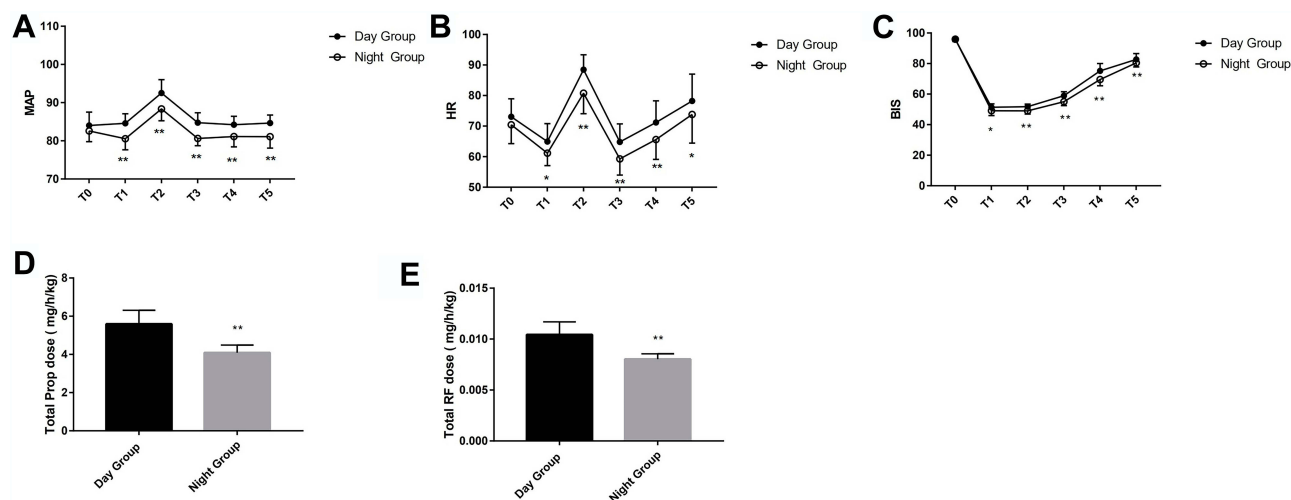 A
MAP
110
100
90
80
70
**
**
**
**
**
T0
T1
T2
T3
T4
T5
Day Group
Night Group
B
HR
100
90
80
70
60
50
*
**
**
**
*
T0
T1
T2
T3
T4
T5
Day Group
Night Group
C
BIS
100
80
60
40
20
0
*
**
**
**
**
T0
T1
T2
T3
T4
T5
Day Group
Night Group
D
Total Prop dose ( mg/h/kg)
8
6
4
2
0
**
Day Group
Night Group
E
Total RF dose ( mg/h/kg)
0.015
0.010
0.005
0.000
**
Day Group
Night Group